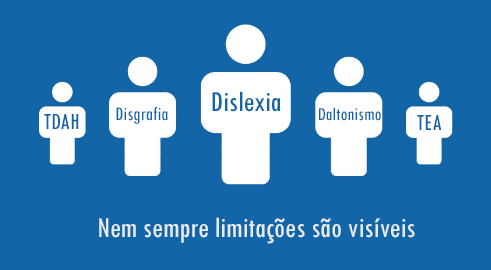 TDAH
Disgrafia
Dislexia
Daltonismo
TEA
Nem sempre limitações são visíveis